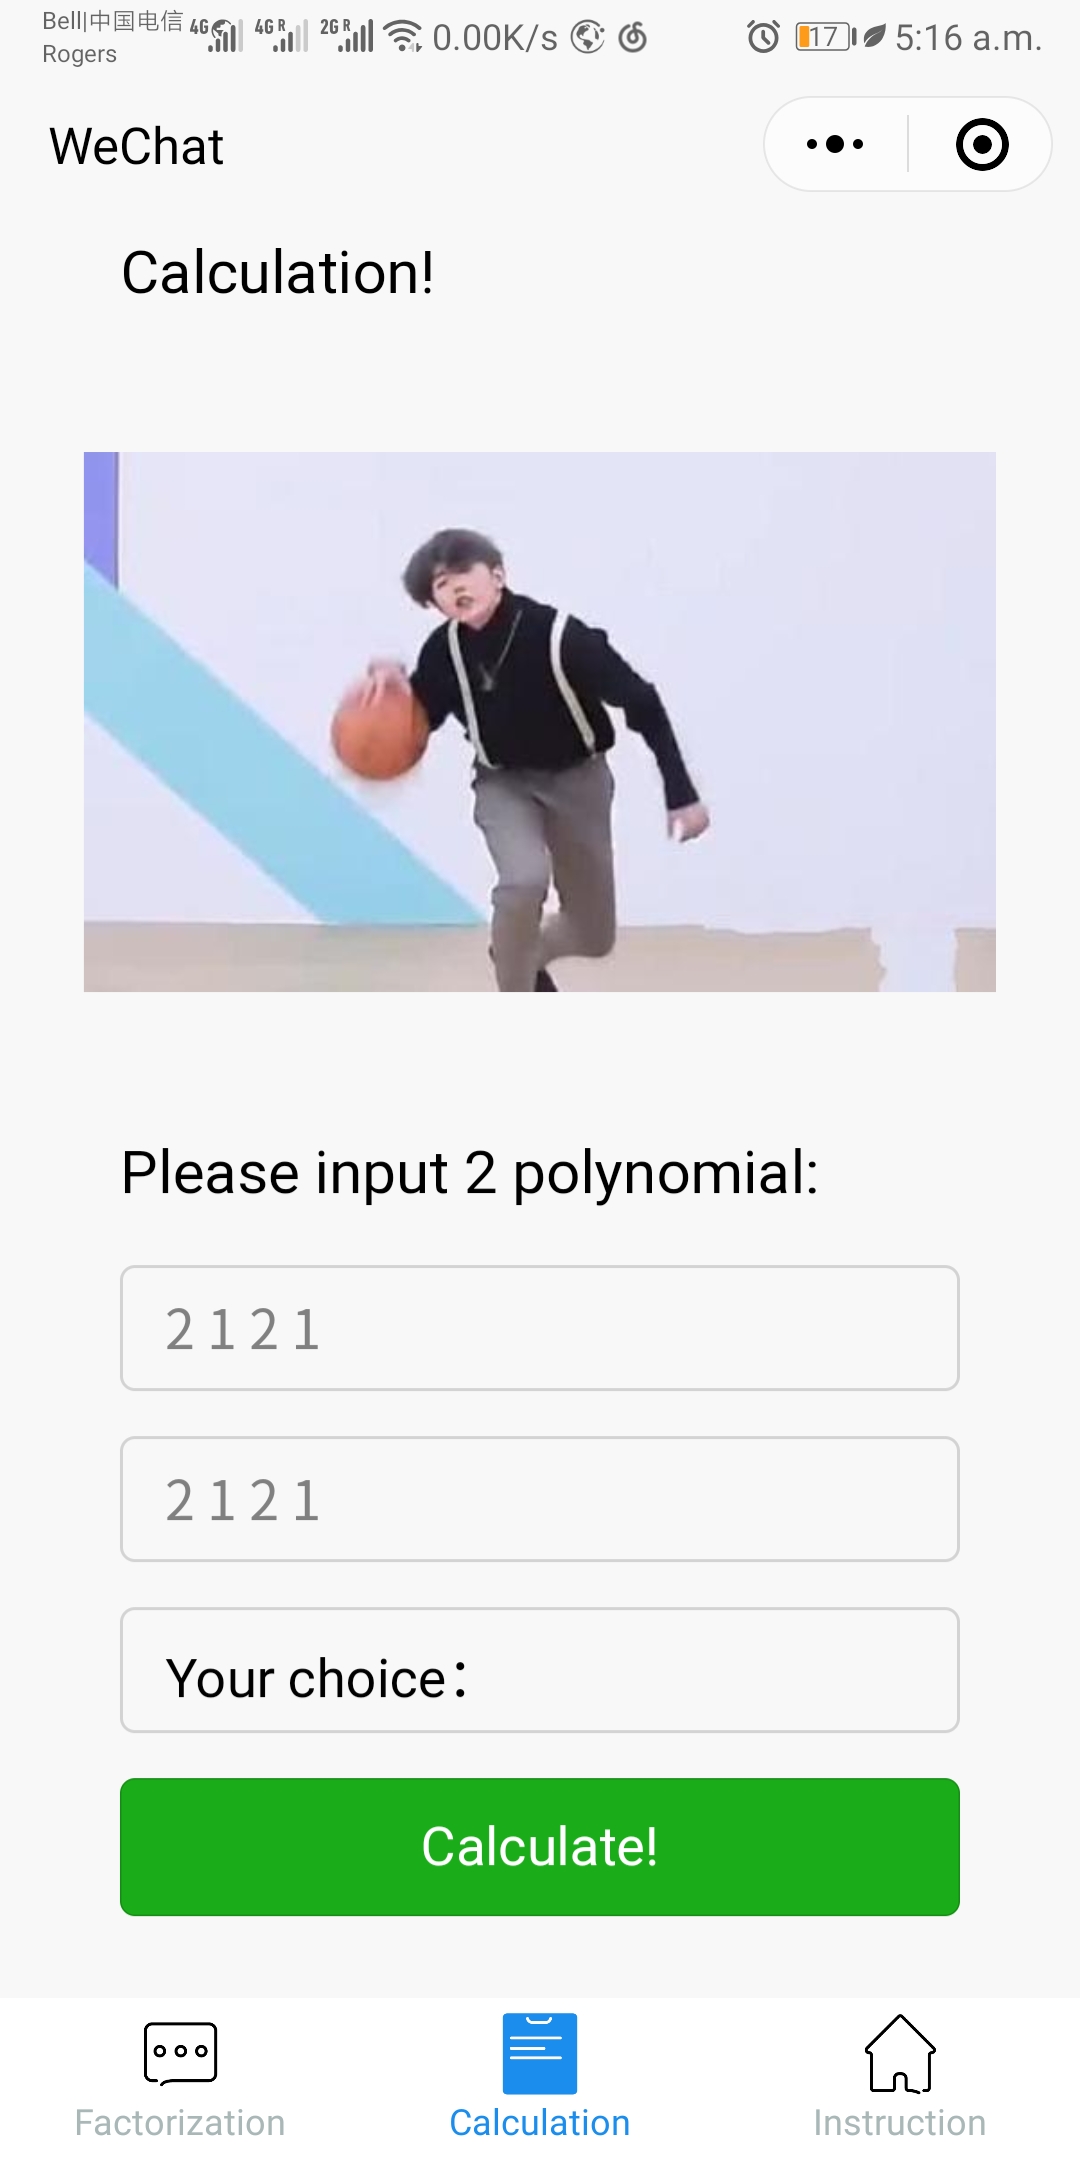 Bell|中国电信 4G 4G R 2G R 0.00K/s 17 5:16 a.m.
Rogers
WeChat
Calculation!
Please input 2 polynomial:
2 1 2 1
2 1 2 1
Your choice：
Calculate!
Factorization Calculation Instruction